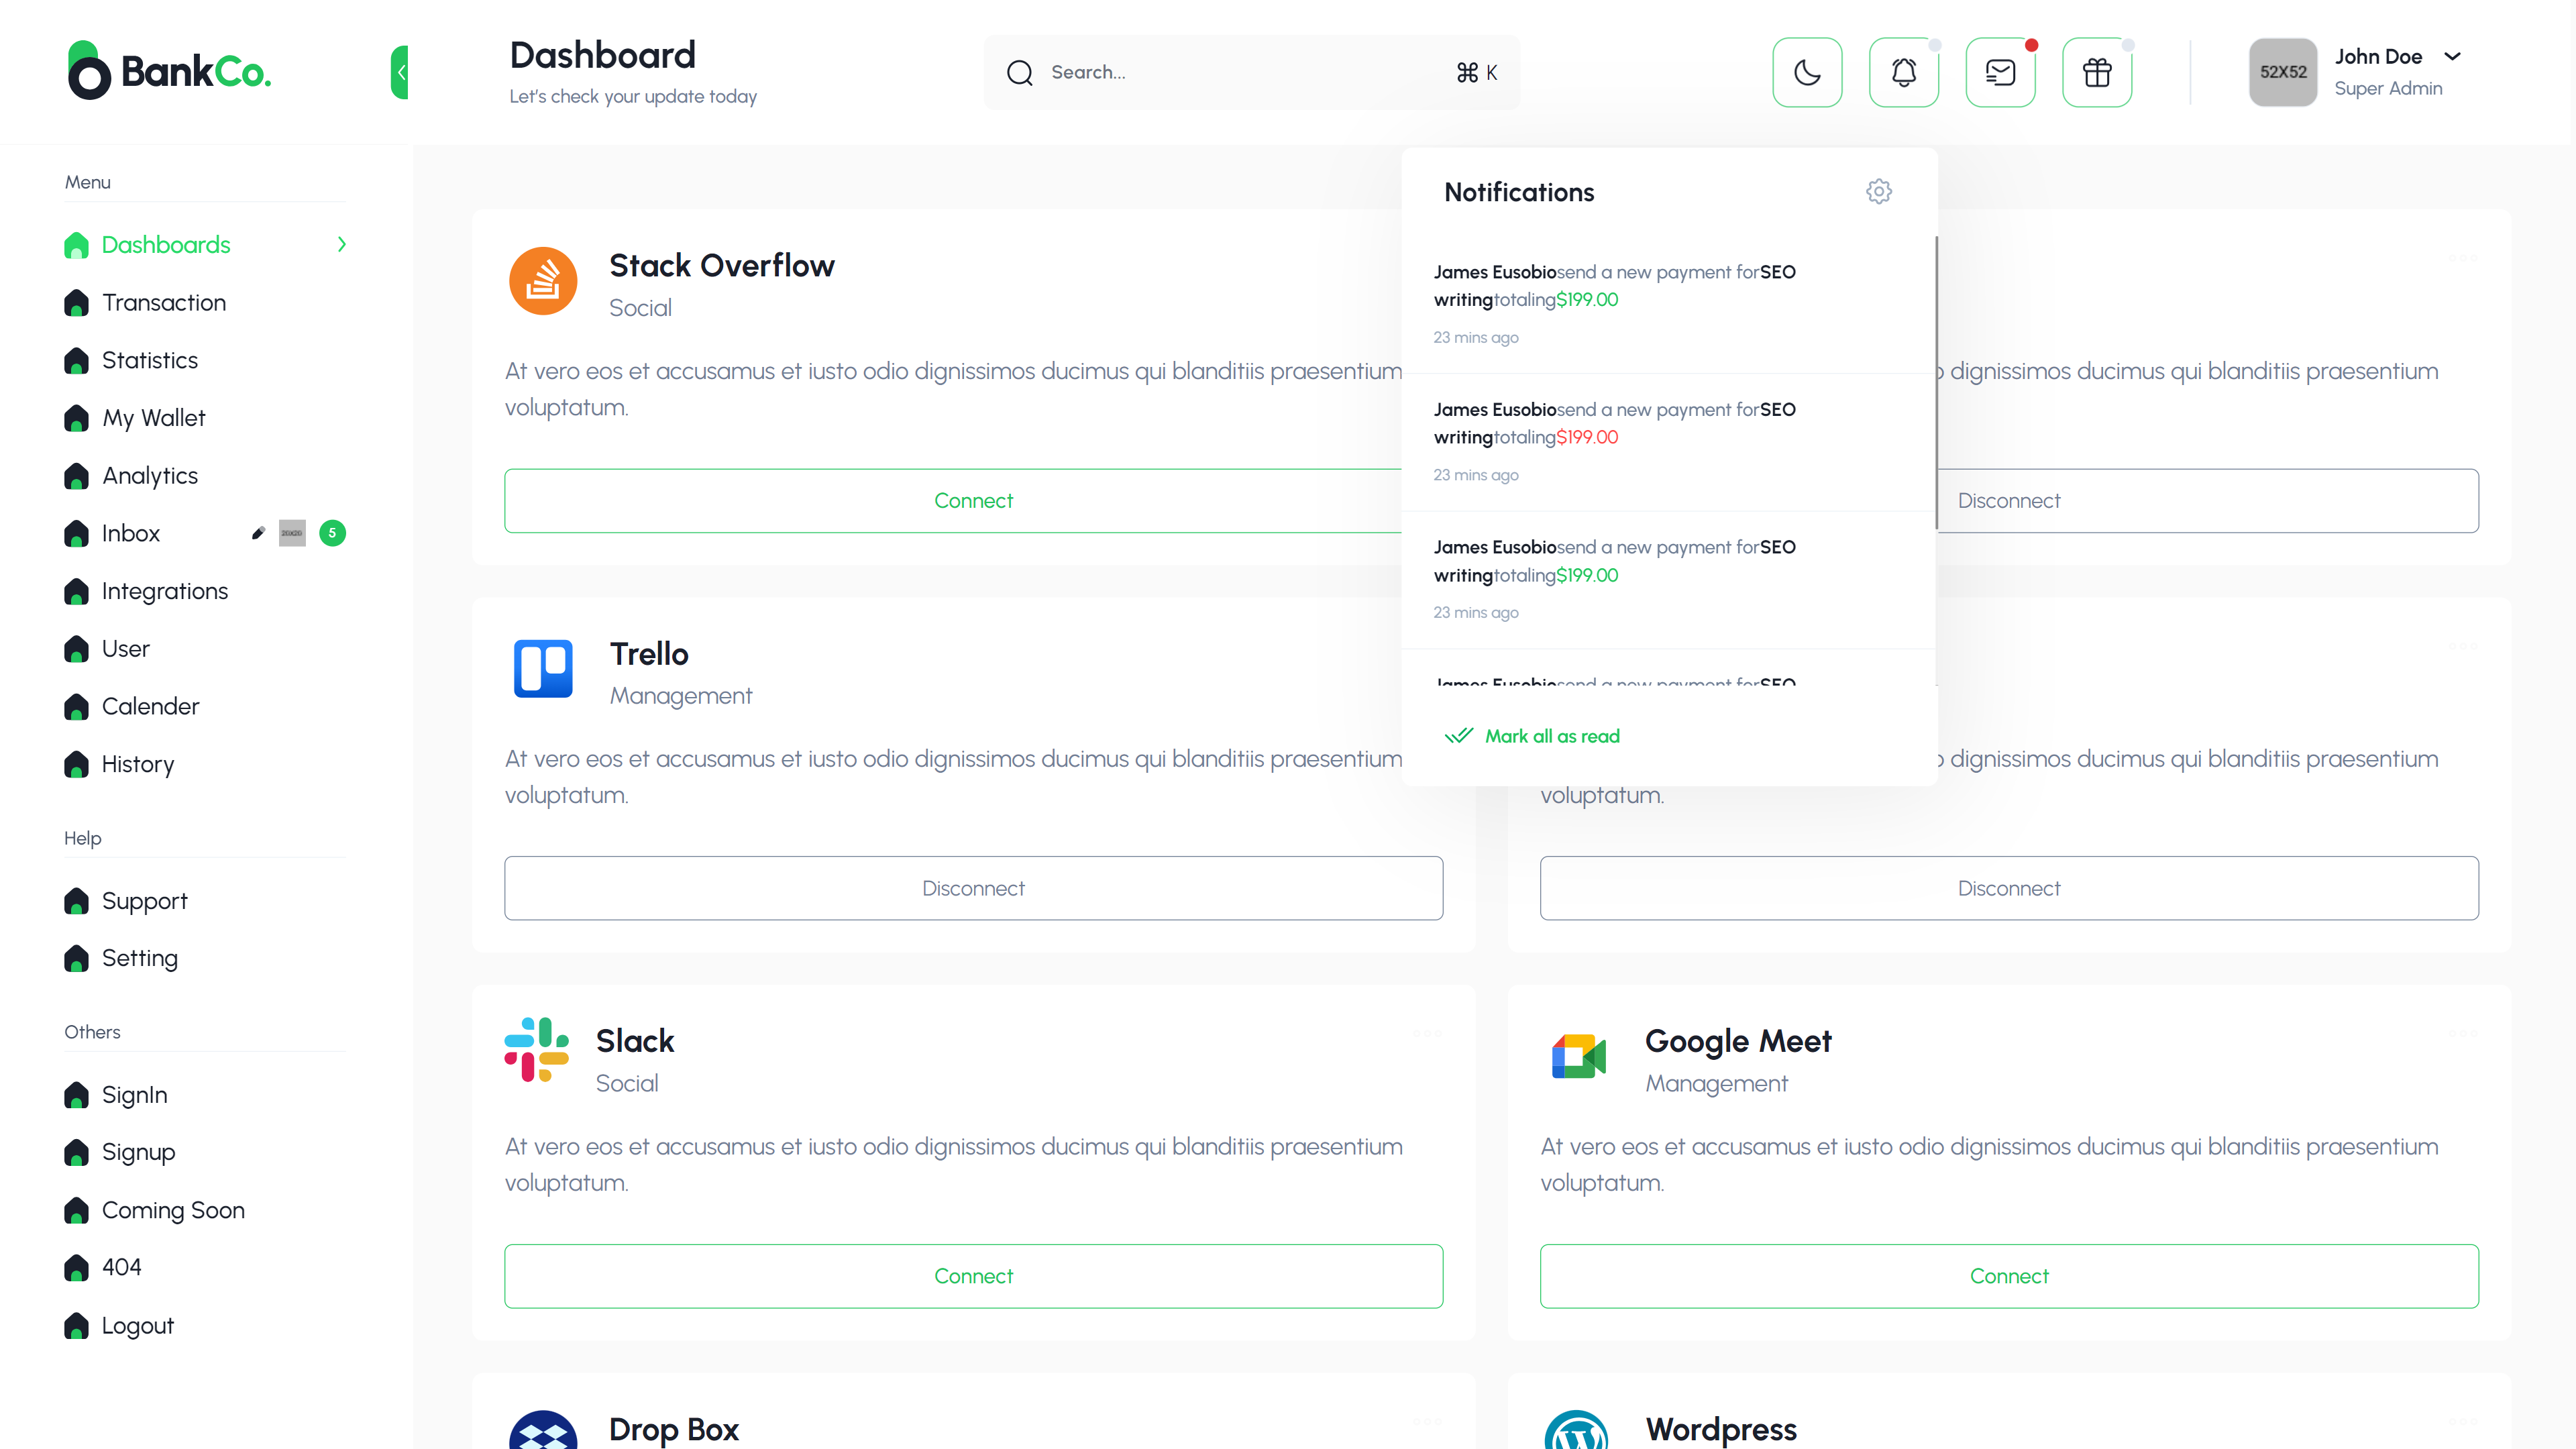 BankCo.
Dashboard
Let's check your update today
Search...
⌘ K
52X52
John Doe
Super Admin
Menu
Dashboards
Transaction
Statistics
My Wallet
Analytics
Inbox
5
Integrations
User
Calender
History
Help
Support
Setting
Others
SignIn
Signup
Coming Soon
404
Logout
Notifications
James Eusobiosend a new payment forSEO
writingtotaling$199.00
23 mins ago
James Eusobiosend a new payment forSEO
writingtotaling$199.00
23 mins ago
James Eusobiosend a new payment forSEO
writingtotaling$199.00
23 mins ago
James Eusobiosend a new payment forSEO
Mark all as read
Stack Overflow
Social
At vero eos et accusamus et iusto odio dignissimos ducimus qui blanditiis praesentium
voluptatum.
Connect
dignissimos ducimus qui blanditiis praesentium
Disconnect
Trello
Management
At vero eos et accusamus et iusto odio dignissimos ducimus qui blanditiis praesentium
voluptatum.
Disconnect
dignissimos ducimus qui blanditiis praesentium
voluptatum.
Disconnect
Slack
Social
At vero eos et accusamus et iusto odio dignissimos ducimus qui blanditiis praesentium
voluptatum.
Connect
Google Meet
Management
At vero eos et accusamus et iusto odio dignissimos ducimus qui blanditiis praesentium
voluptatum.
Connect
Drop Box
Wordpress